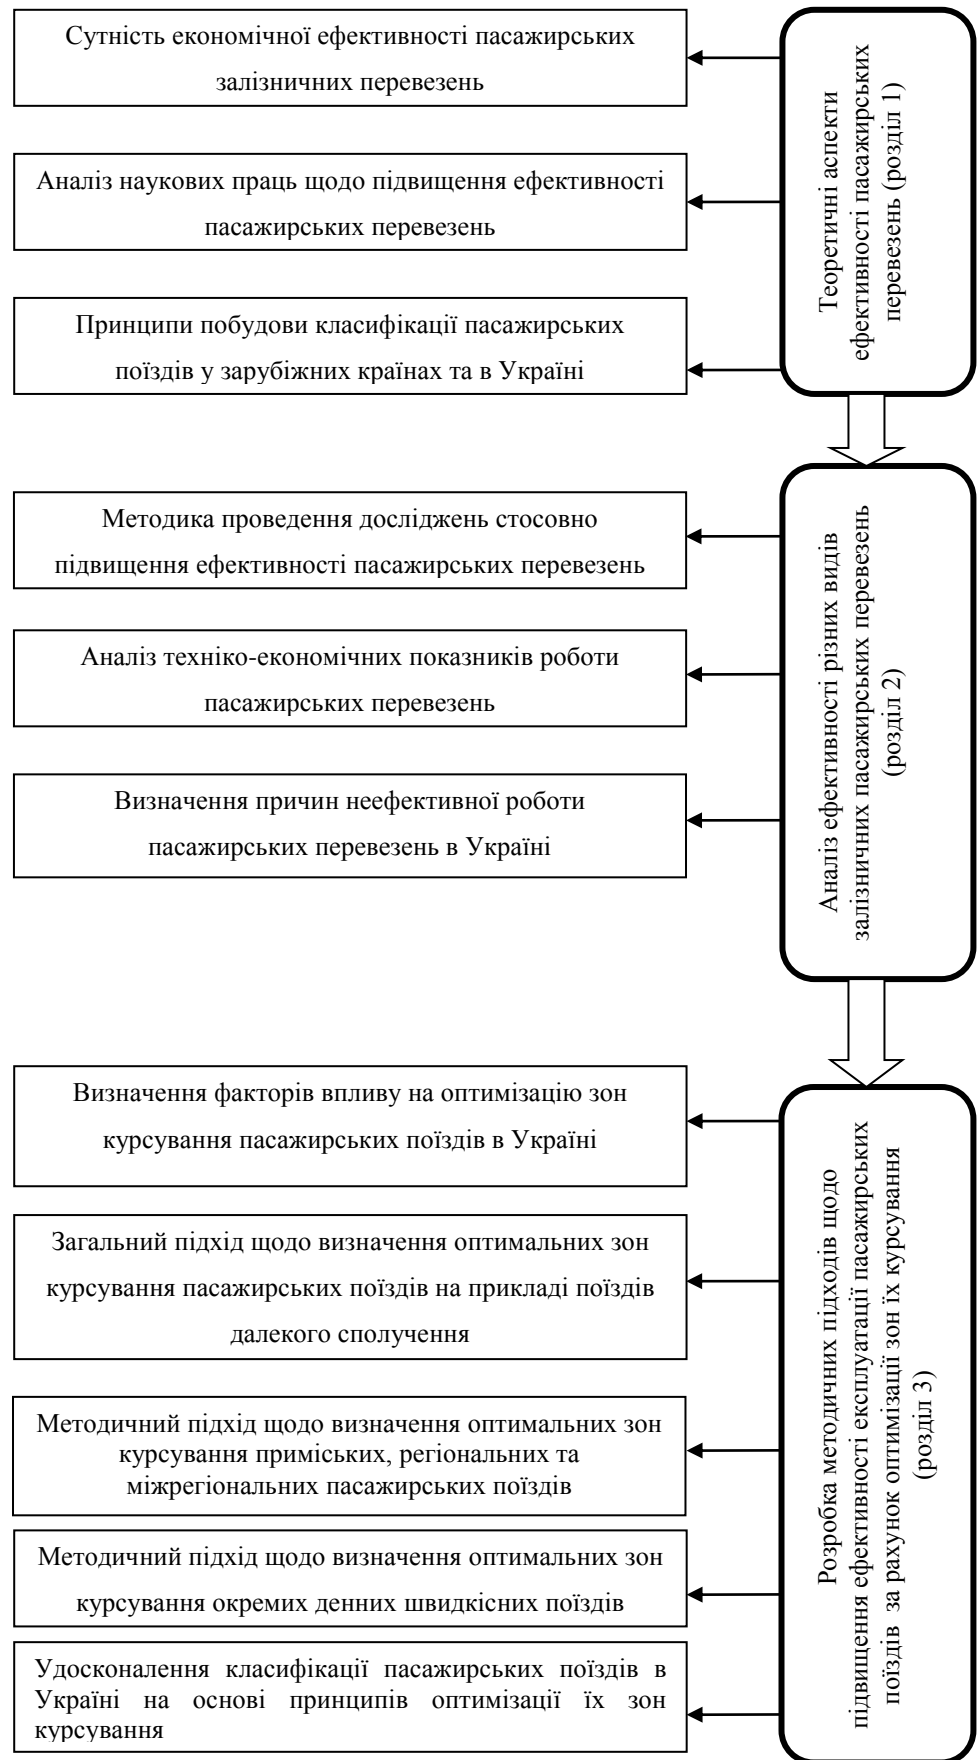 Сутність економічної ефективності пасажирських
залізничних перевезень
Аналіз наукових праць щодо підвищення ефективності
пасажирських перевезень
Принципи побудови класифікації пасажирських
поїздів у зарубіжних країнах та в Україні
Теоретичні аспекти
ефективності пасажирських
перевезень (розділ 1)
Методика проведення досліджень стосовно
підвищення ефективності пасажирських перевезень
Аналіз техніко-економічних показників роботи
пасажирських перевезень
Визначення причин неефективної роботи
пасажирських перевезень в Україні
Аналіз ефективності різних видів
залізничних пасажирських перевезень
(розділ 2)
Визначення факторів впливу на оптимізацію зон
курсування пасажирських поїздів в Україні
Загальний підхід щодо визначення оптимальних зон
курсування пасажирських поїздів на прикладі поїздів
далекого сполучення
Методичний підхід щодо визначення оптимальних зон
курсування приміських, регіональних та
міжрегіональних пасажирських поїздів
Методичний підхід щодо визначення оптимальних зон
курсування окремих денних швидкісних поїздів
Удосконалення класифікації пасажирських поїздів в
Україні на основі принципів оптимізації їх зон
курсування
Розробка методичних підходів щодо
підвищення ефективності експлуатації пасажирських
поїздів за рахунок оптимізації зон їх курсування
(розділ 3)